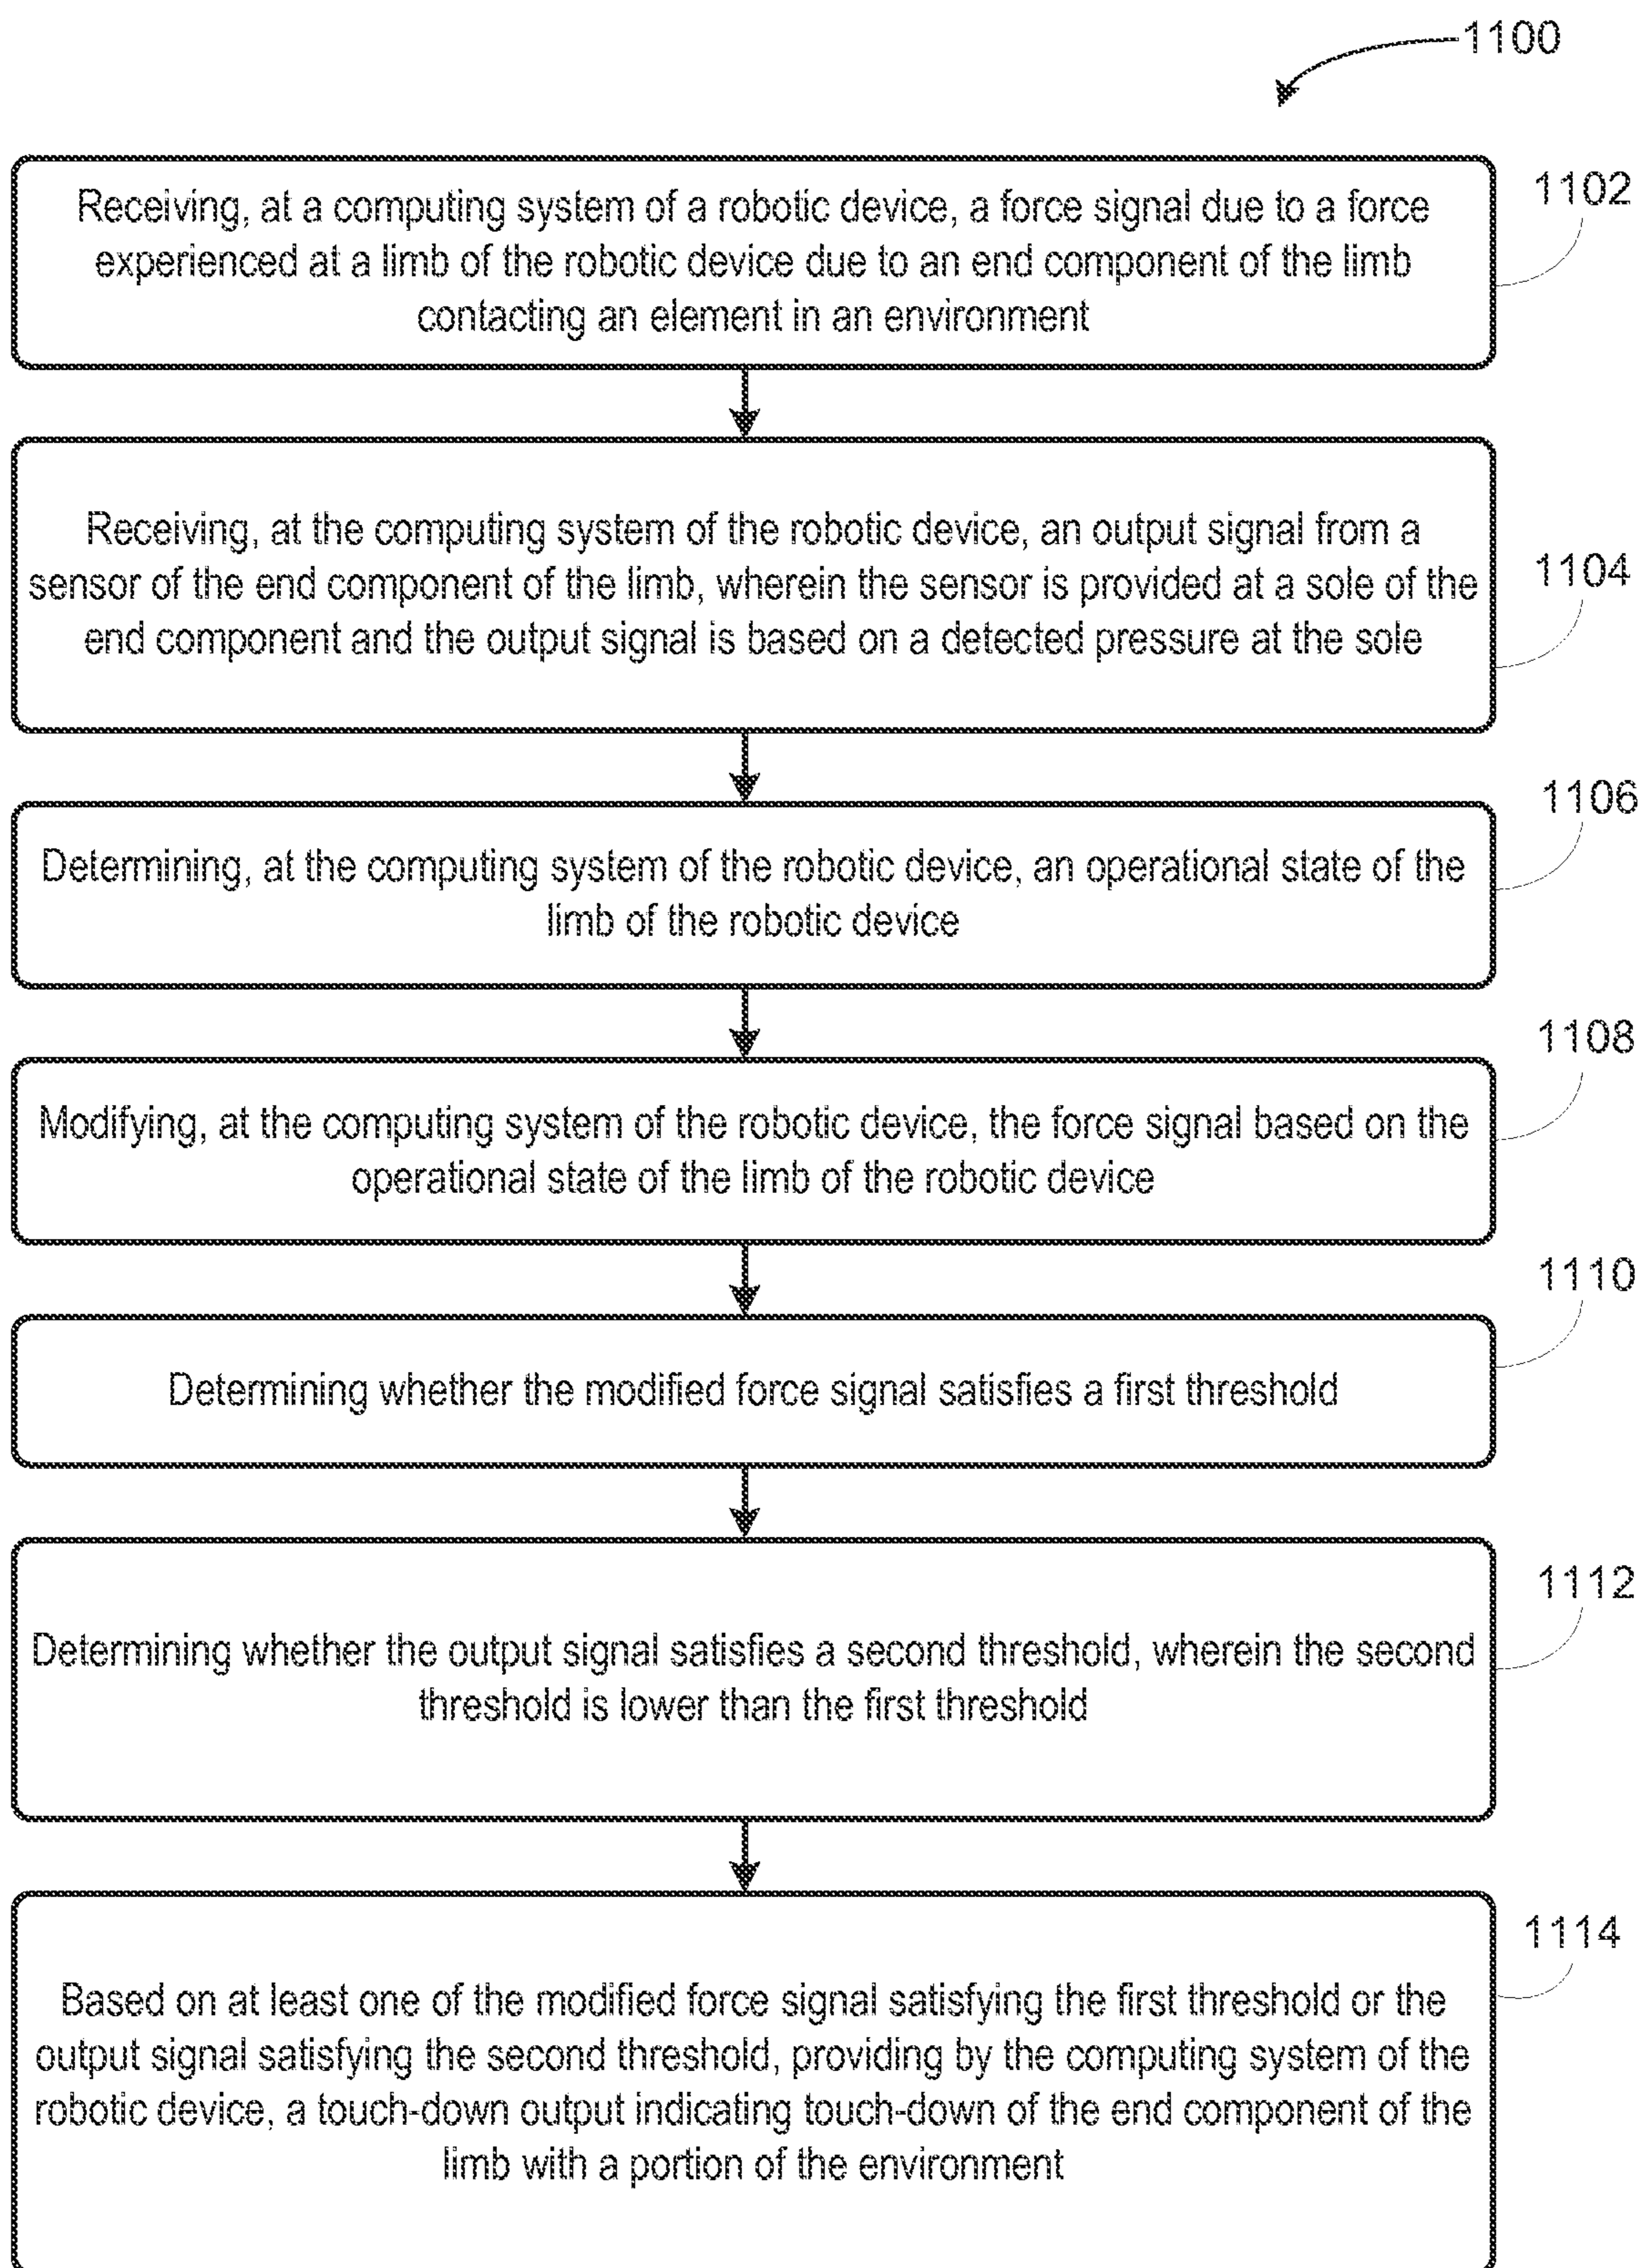 1100
Receiving, at a computing system of a robotic device, a force signal due to a force
experienced at a limb of the robotic device due to an end component of the limb
contacting an element in an environment
1102
Receiving, at the computing system of the robotic device, an output signal from a
sensor of the end component of the limb, wherein the sensor is provided at a sole of the
end component and the output signal is based on a detected pressure at the sole
1104
Determining, at the computing system of the robotic device, an operational state of the
limb of the robotic device
1106
Modifying, at the computing system of the robotic device, the force signal based on the
operational state of the limb of the robotic device
1108
Determining whether the modified force signal satisfies a first threshold
1110
Determining whether the output signal satisfies a second threshold, wherein the second
threshold is lower than the first threshold
1112
Based on at least one of the modified force signal satisfying the first threshold or the
output signal satisfying the second threshold, providing by the computing system of the
robotic device, a touch-down output indicating touch-down of the end component of the
limb with a portion of the environment
1114